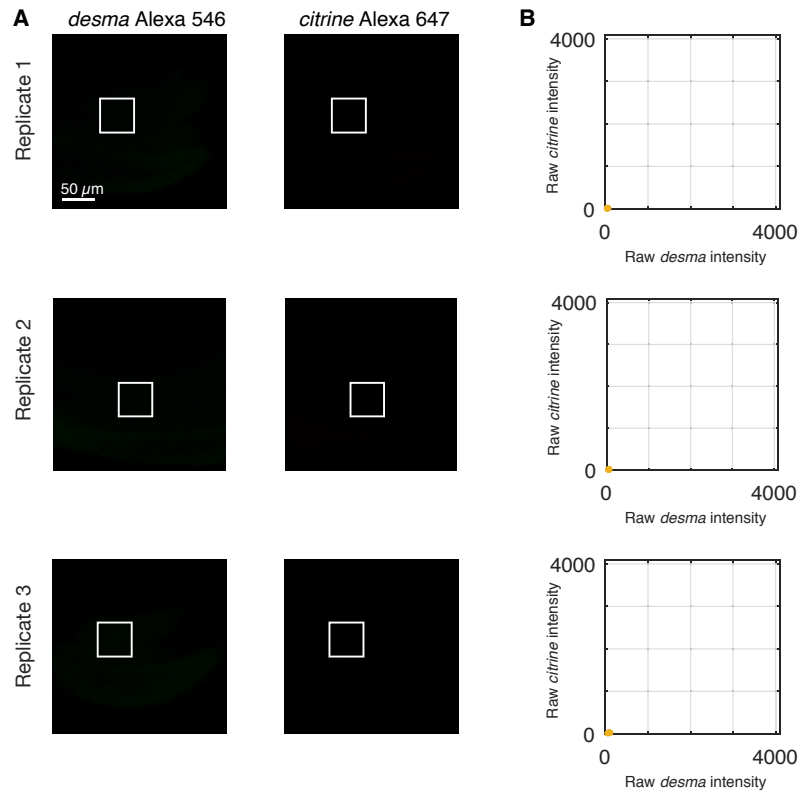 A
desma Alexa 546
citrine Alexa 647
B
Replicate 1
50 μm
Raw citrine intensity
4000
0
0
4000
Raw desma intensity
Replicate 2
Raw citrine intensity
4000
0
0
4000
Raw desma intensity
Replicate 3
Raw citrine intensity
4000
0
0
4000
Raw desma intensity